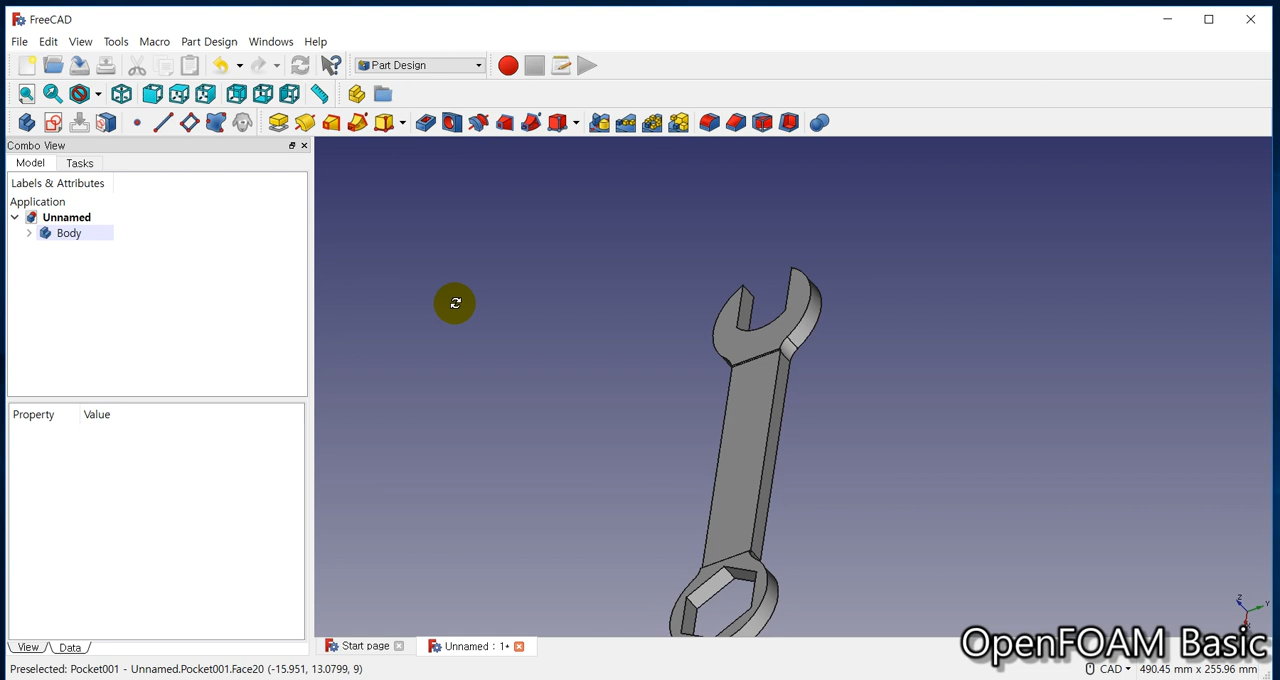 FreeCAD
File Edit View Tools Macro Part Design Windows Help
Part Design
Combo View
Model Tasks
Labels & Attributes
Application
Unnamed
Body
Property Value
View Data
Start page Unnamed : 1*
Z Y
OpenFOAM Basic
Preselected: Pocket001 - Unnamed.Pocket001.Face20 (-15.951, 13.0799, 9) CAD 490.45 mm x 255.96 mm